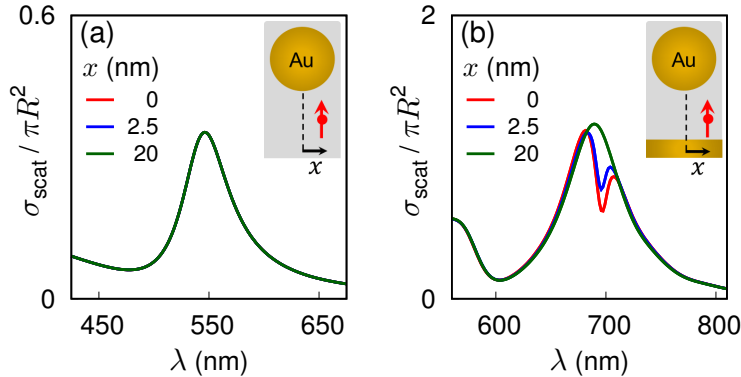 0.6
(a)
x (nm)
0
2.5
20
Au
x
σscat / πR²
0
450
550
650
λ (nm)
2
(b)
x (nm)
0
2.5
20
Au
x
σscat / πR²
0
600
700
800
λ (nm)